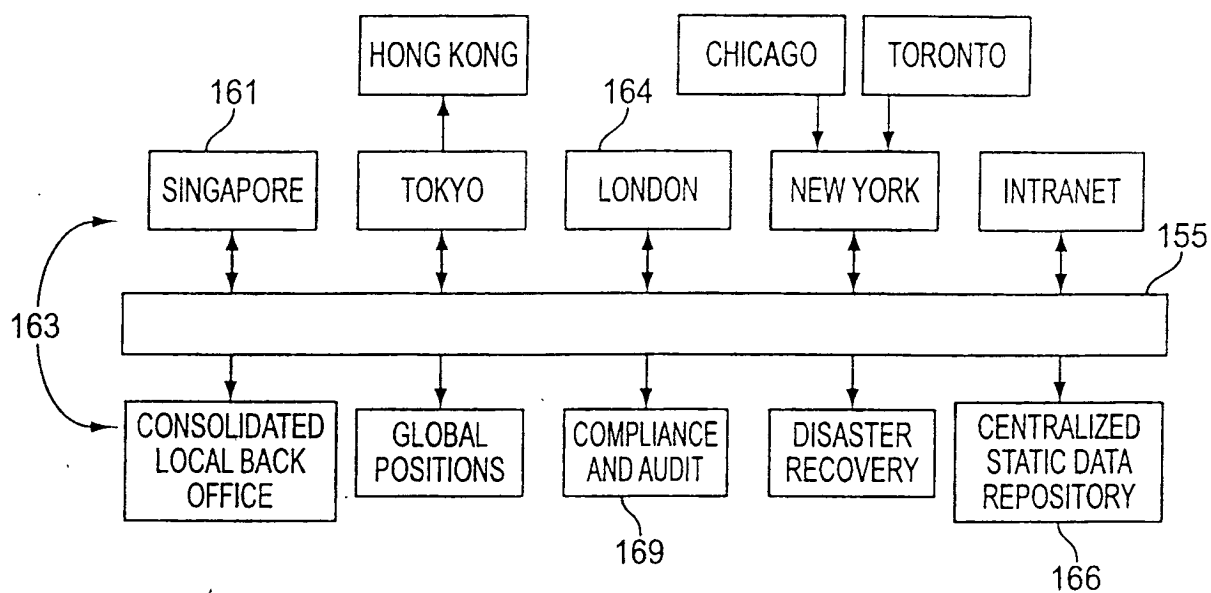 HONG KONG
CHICAGO
TORONTO
161
164
SINGAPORE
TOKYO
LONDON
NEW YORK
INTRANET
155
163
CONSOLIDATED
LOCAL BACK
OFFICE
GLOBAL
POSITIONS
COMPLIANCE
AND AUDIT
DISASTER
RECOVERY
CENTRALIZED
STATIC DATA
REPOSITORY
169
166